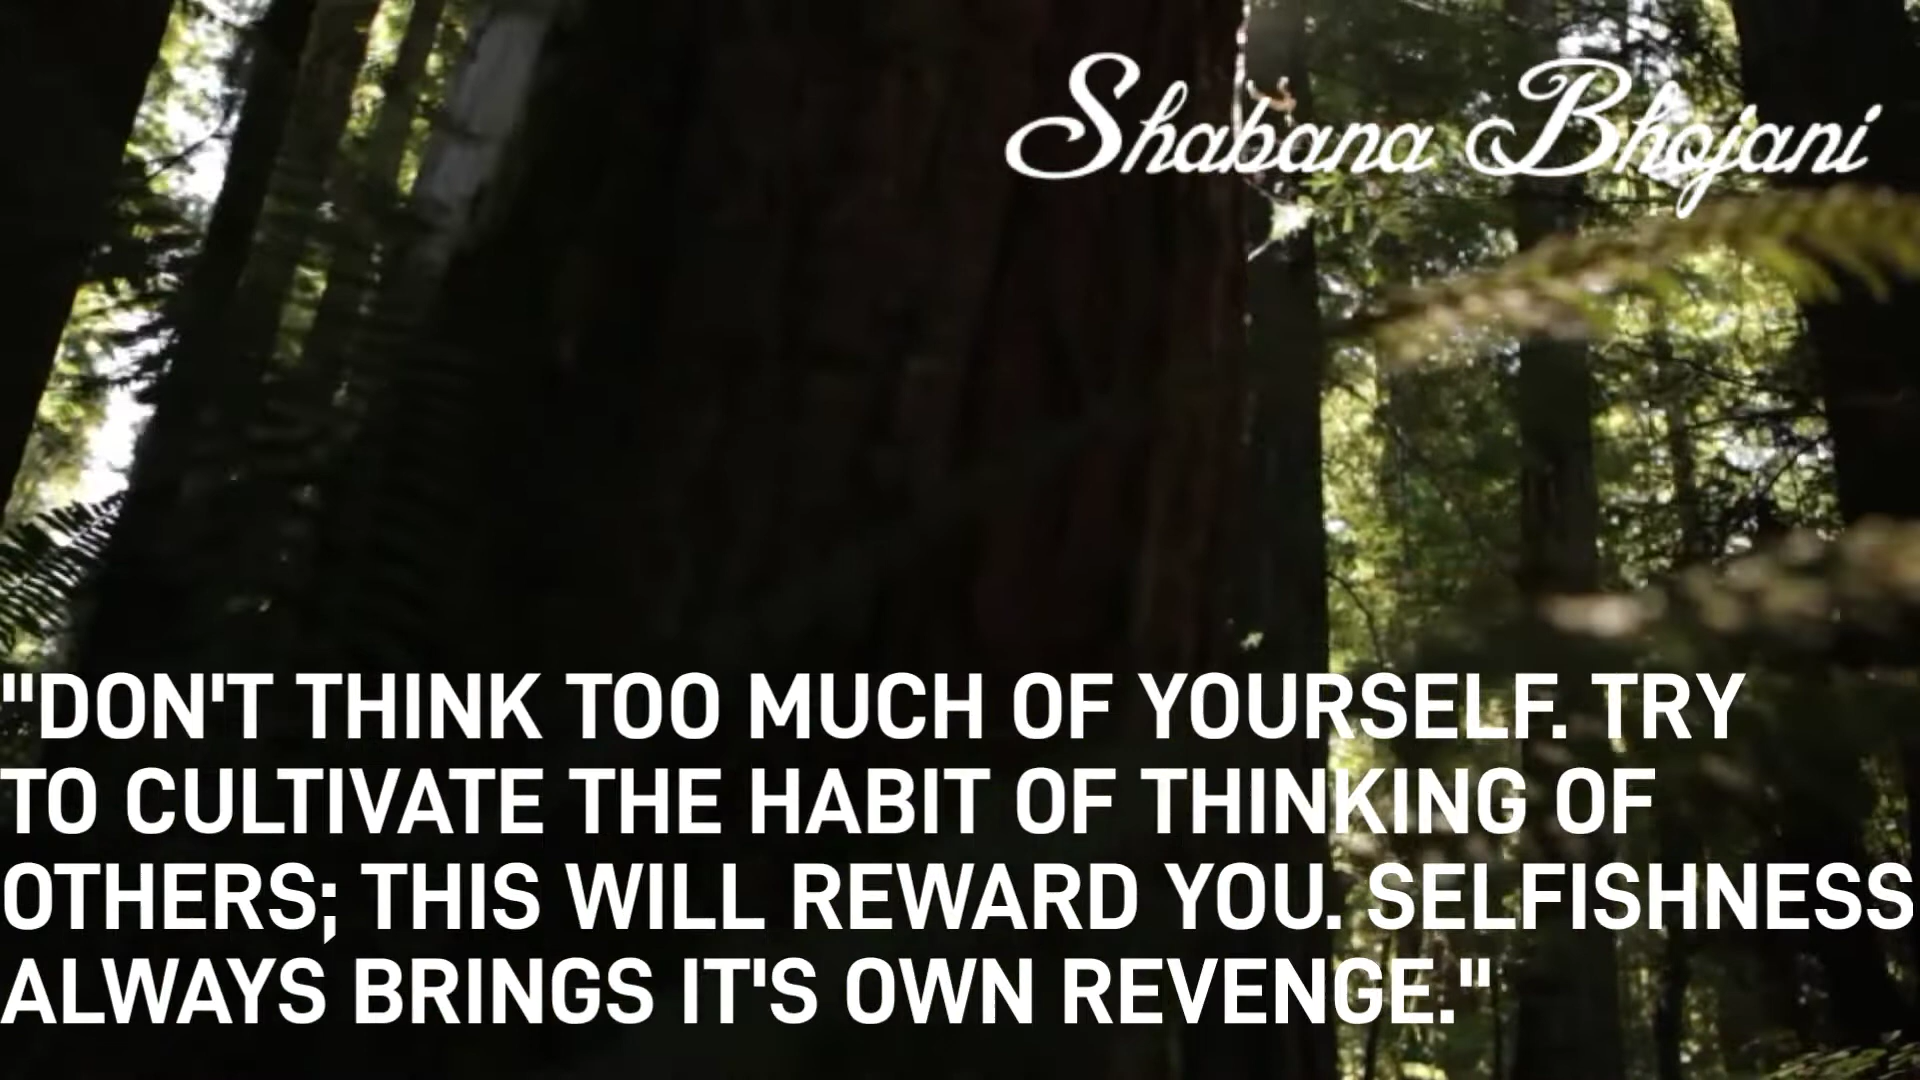 Shabana Bhojani
"DON'T THINK TOO MUCH OF YOURSELF. TRY
TO CULTIVATE THE HABIT OF THINKING OF
OTHERS; THIS WILL REWARD YOU. SELFISHNESS
ALWAYS BRINGS IT'S OWN REVENGE."